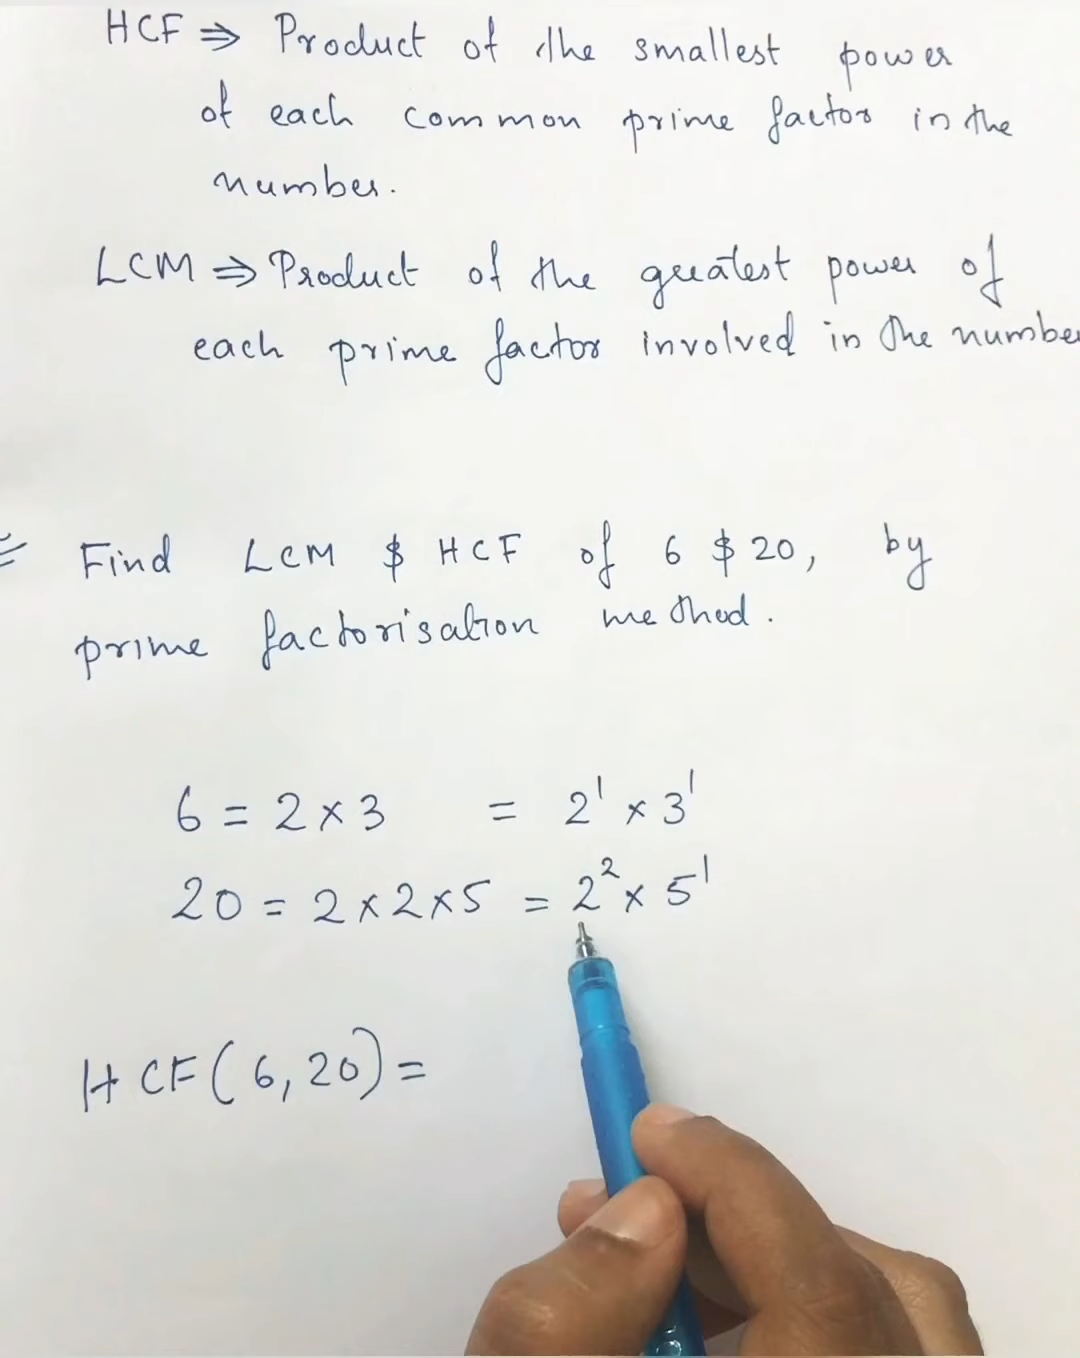 HCF ⇒ Product of the smallest power
of each common prime factor in the
number.
LCM ⇒ Product of the greatest power of
each prime factor involved in the numbe
Find LCM & HCF of 6 & 20, by
prime factorisation method.
6 = 2 × 3 = 2¹ × 3¹
20 = 2 × 2 × 5 = 2² × 5¹
HCF(6,20) =